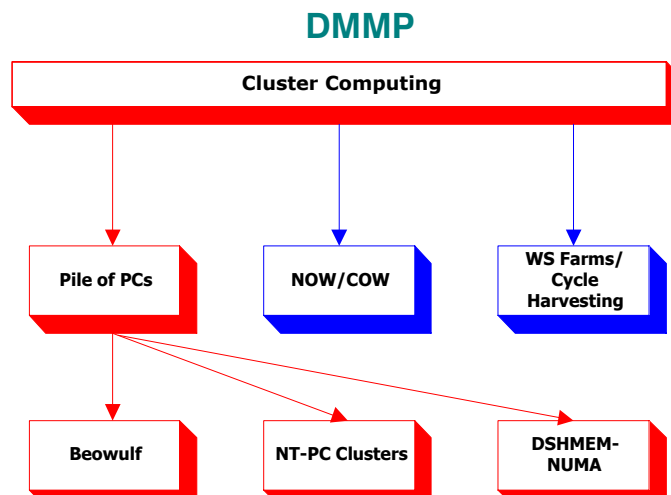 DMMP
Cluster Computing
Pile of PCs
NOW/COW
WS Farms/
Cycle
Harvesting
Beowulf
NT-PC Clusters
DSHMEM-
NUMA